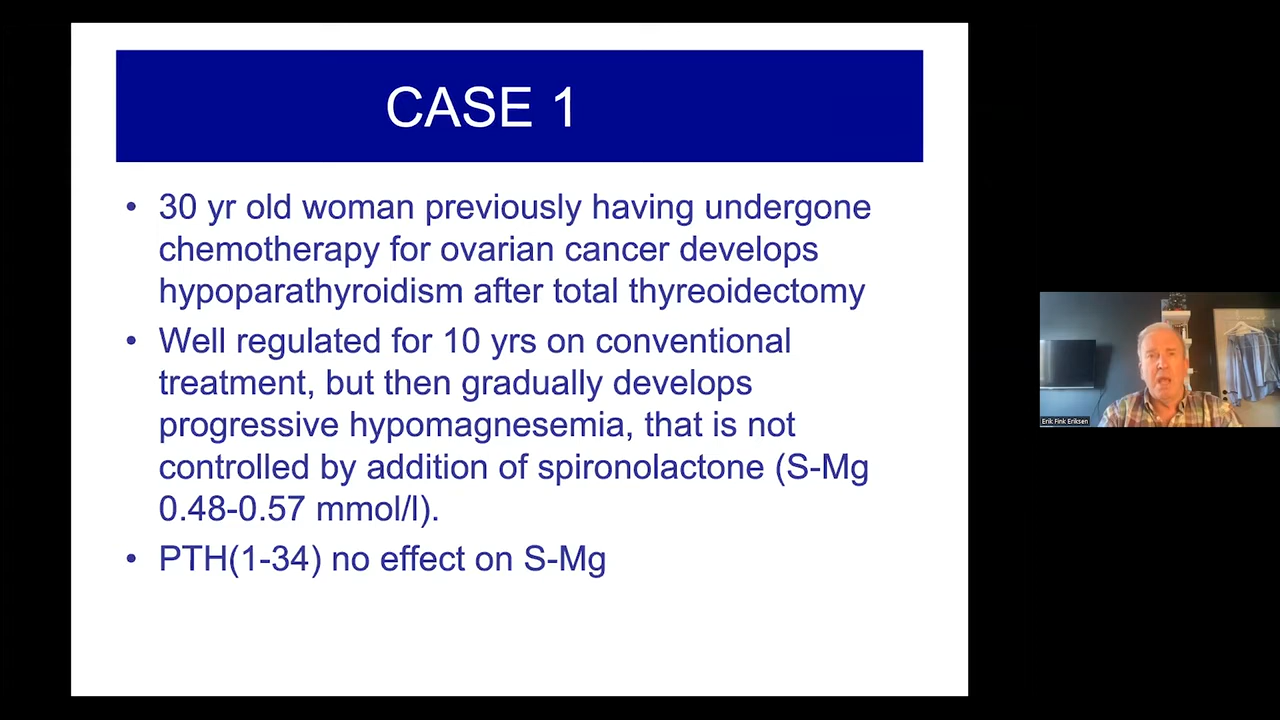 CASE 1
• 30 yr old woman previously having undergone
chemotherapy for ovarian cancer develops
hypoparathyroidism after total thyreoidectomy
• Well regulated for 10 yrs on conventional
treatment, but then gradually develops
progressive hypomagnesemia, that is not
controlled by addition of spironolactone (S-Mg
0.48-0.57 mmol/l).
• PTH(1-34) no effect on S-Mg
Erik Fink Eriksen